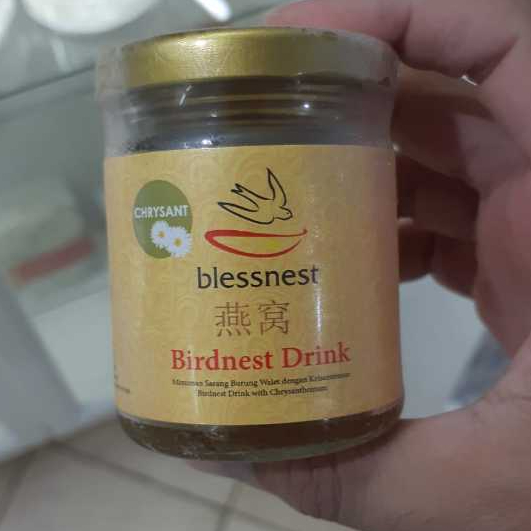 CHRYSANT
blessnest
燕窝
Birdnest Drink
Minuman Sarang Burung Walet dengan Krisantemum
Birdnest Drink with Chrysanthemum